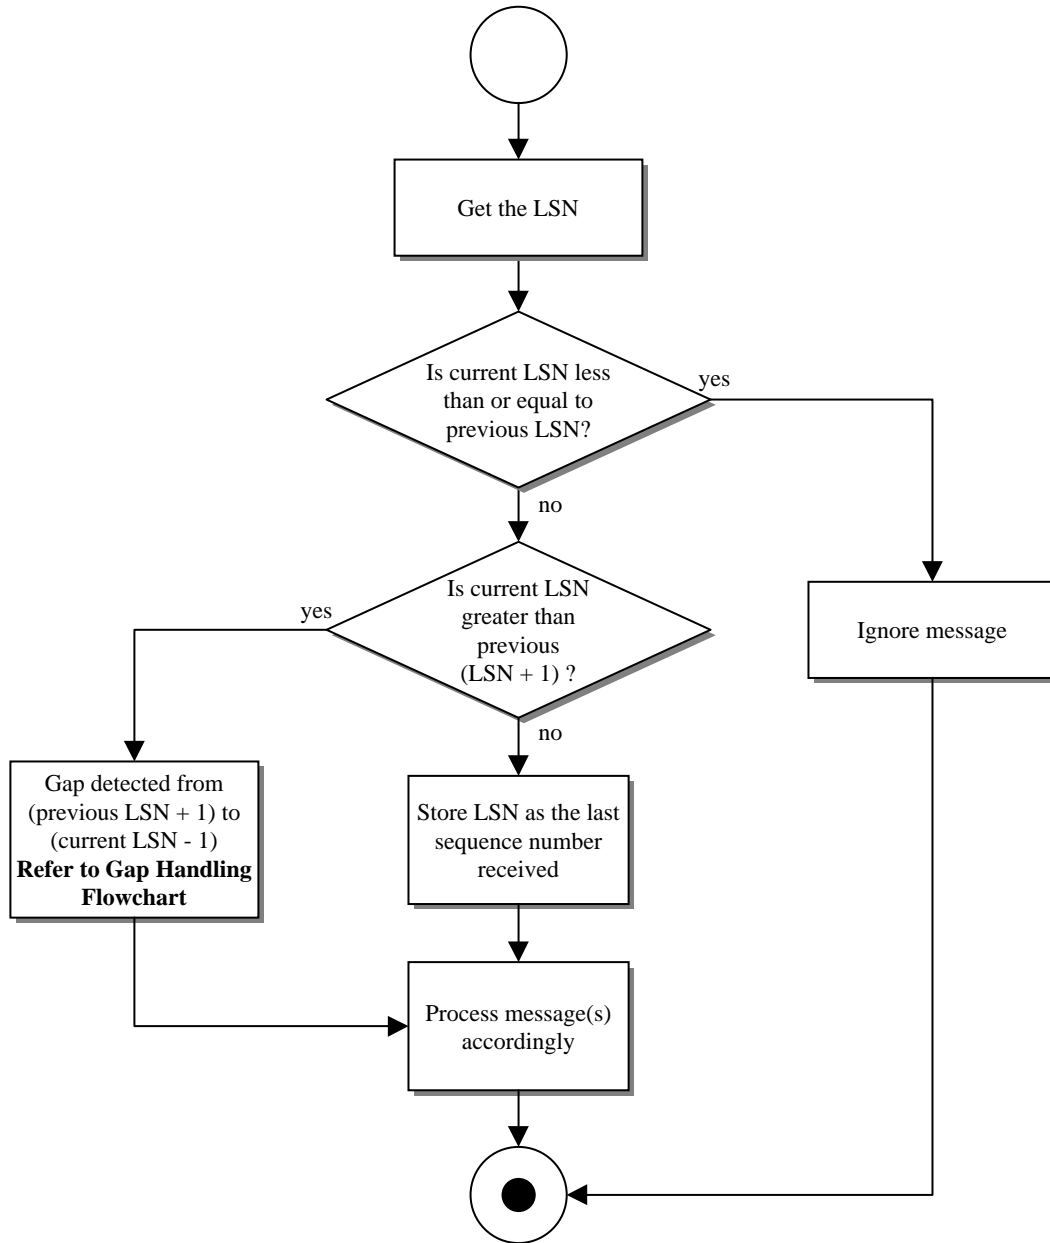 Get the LSN
Is current LSN less
than or equal to
previous LSN?
yes
no
Is current LSN
greater than
previous
(LSN + 1) ?
yes
Ignore message
no
Gap detected from
(previous LSN + 1) to
(current LSN - 1)
Refer to Gap Handling
Flowchart
Store LSN as the last
sequence number
received
Process message(s)
accordingly